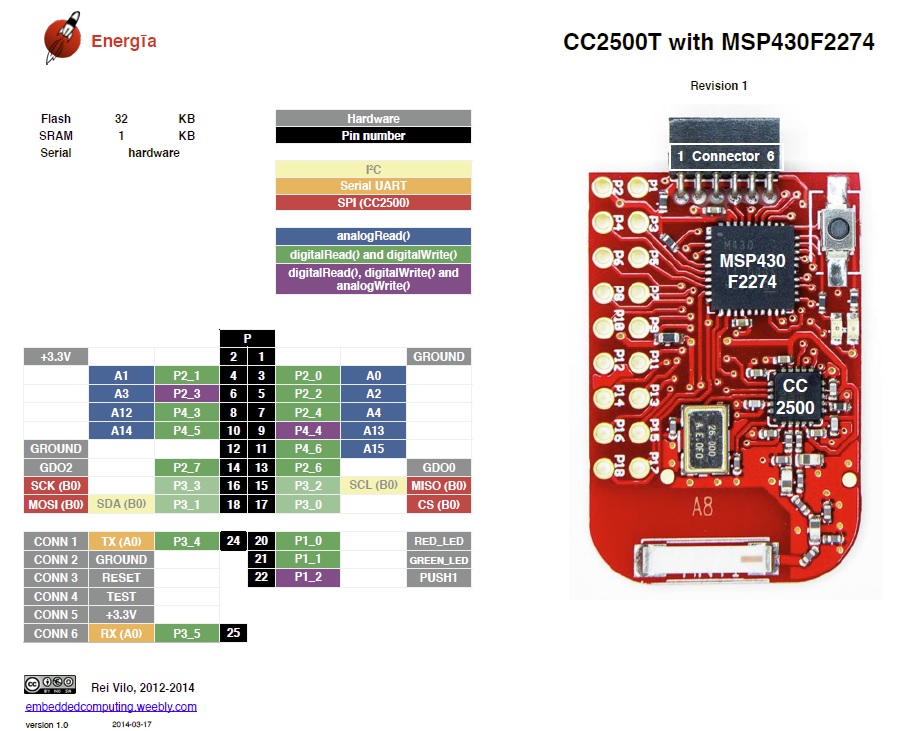 Energīa
CC2500T with MSP430F2274
Revision 1
Flash 32 KB
SRAM 1 KB
Serial hardware
Hardware
Pin number
I²C
Serial UART
SPI (CC2500)
analogRead()
digitalRead() and digitalWrite()
digitalRead(), digitalWrite() and
analogWrite()
P
+3.3V 2 1 GROUND
A1 P2_1 4 3 P2_0 A0
A3 P2_3 6 5 P2_2 A2
A12 P4_3 8 7 P2_4 A4
A14 P4_5 10 9 P4_4 A13
GROUND 12 11 P4_6 A15
GDO2 P2_7 14 13 P2_6 GDO0
SCK (B0) P3_3 16 15 P3_2 SCL (B0) MISO (B0)
MOSI (B0) SDA (B0) P3_1 18 17 P3_0 CS (B0)
CONN 1 TX (A0) P3_4 24 20 P1_0 RED_LED
CONN 2 GROUND 21 P1_1 GREEN_LED
CONN 3 RESET 22 P1_2 PUSH1
CONN 4 TEST
CONN 5 +3.3V
CONN 6 RX (A0) P3_5 25
1 Connector 6
P2 P1
P4 P3
P6 P5
P8 P7
P10 P9
P12 P11
P14 P13
P16 P15
P18 P17
M430
MSP430
F2274
CC
2500
26.000
A8
CC BY NC SA
Rei Vilo, 2012-2014
embeddedcomputing.weebly.com
version 1.0 2014-03-17